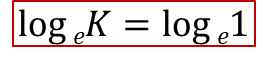 log ₑK = log ₑ1